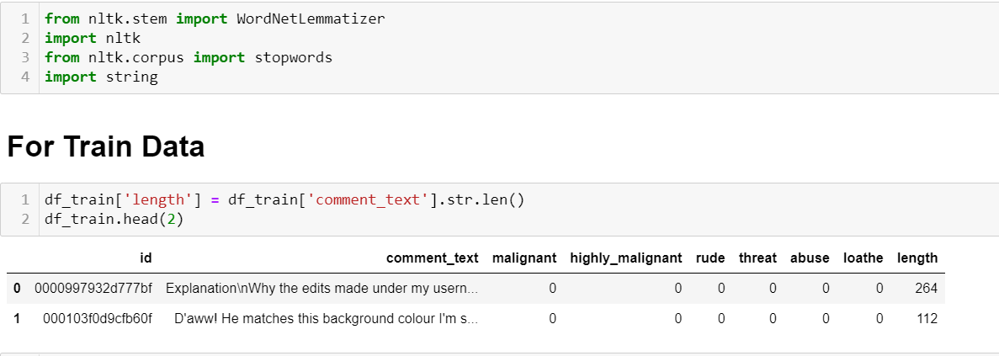 1 from nltk.stem import WordNetLemmatizer
2 import nltk
3 from nltk.corpus import stopwords
4 import string
For Train Data
1 df_train['length'] = df_train['comment_text'].str.len()
2 df_train.head(2)
id comment_text malignant highly_malignant rude threat abuse loathe length
0 0000997932d777bf Explanation\nWhy the edits made under my usern... 0 0 0 0 0 0 264
1 000103f0d9cfb60f D'aww! He matches this background colour I'm s... 0 0 0 0 0 0 112